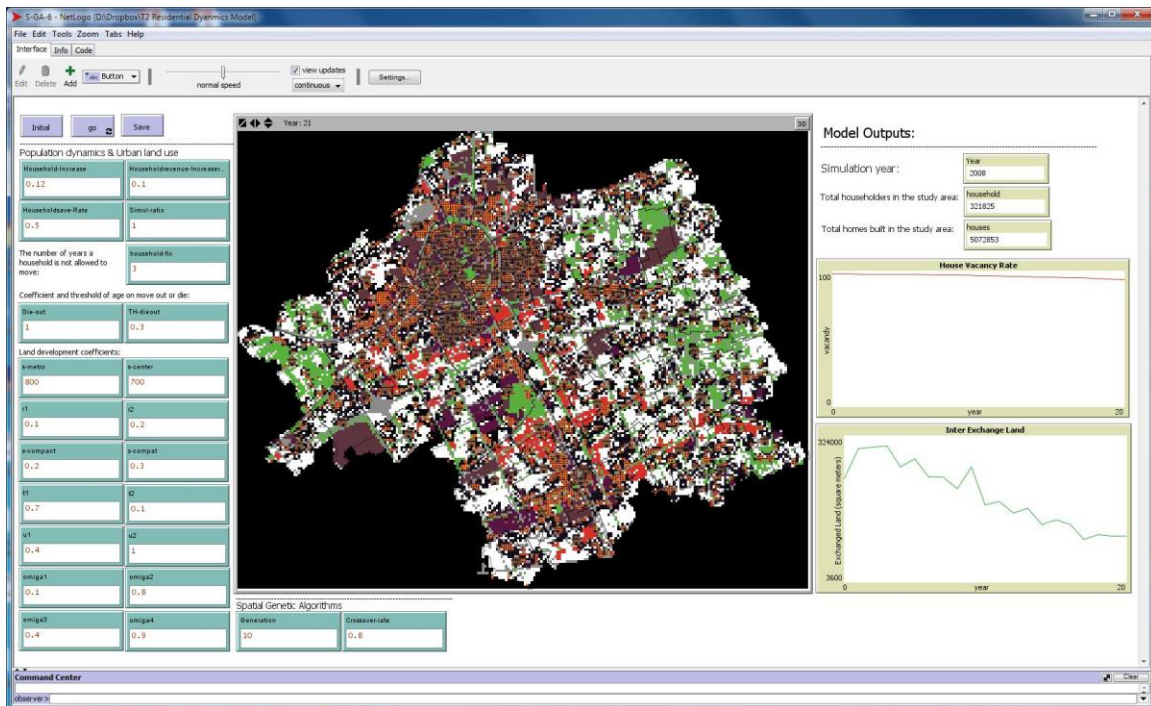 S-GA-6 - NetLogo {D:\Dropbox\T2 Residential Dyanmics Model}
File Edit Tools Zoom Tabs Help
Interface Info Code
Edit Delete Add abc Button normal speed view updates continuous Settings...
Initial go Save
Population dynamics & Urban land use
Household-Increase
0.12
Householdrevenue-Increaser...
0.1
Householdsave-Rate
0.5
Simul-ratio
1
The number of years a
household is not allowed to
move:
household-fix
3
Coefficient and threshold of age on move out or die:
Die-out
1
TH-dieout
0.3
Land development coefficients:
s-metro
800
s-center
700
r1
0.1
r2
0.2
s-compact
0.2
s-compat
0.3
t1
0.7
t2
0.1
u1
0.4
u2
1
omiga1
0.1
omiga2
0.8
omiga3
0.4
omiga4
0.9
Year: 21
3D
Spatial Genetic Algorithms
Generation
10
Crossover-rate
0.8
Model Outputs:
Simulation year:
Year
2008
Total householders in the study area:
household
321825
Total homes built in the study area:
houses
5072853
House Vacancy Rate
100
vacandy
0
0 year 20
Inter Exchange Land
324000
Exchanged Land (square meters)
3600
0 year 20
Command Center
Clear
observer>